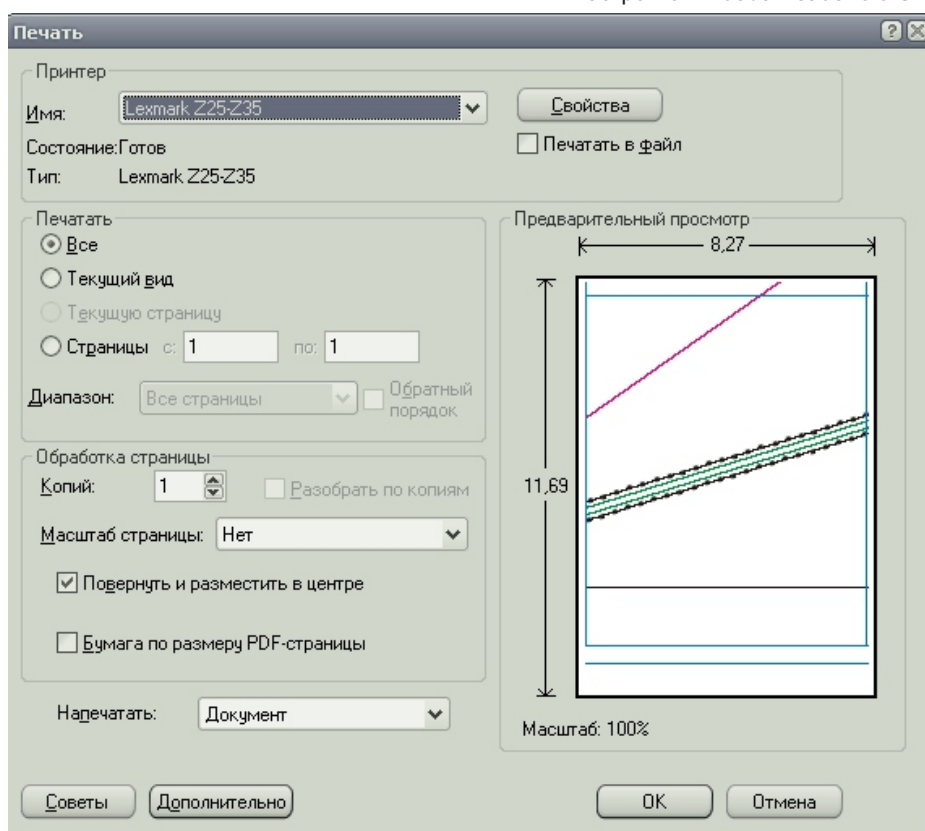 Печать
Принтер
Имя: Lexmark Z25-Z35 Свойства
Состояние: Готов Печатать в файл
Тип: Lexmark Z25-Z35
Печатать
Все
Текущий вид
Текущую страницу
Страницы с: 1 по: 1
Диапазон: Все страницы Обратный
порядок
Обработка страницы
Копий: 1 Разобрать по копиям
Масштаб страницы: Нет
Повернуть и разместить в центре
Бумага по размеру PDF-страницы
Напечатать: Документ
Предварительный просмотр
8,27
11,69
Масштаб: 100%
Советы Дополнительно OK Отмена